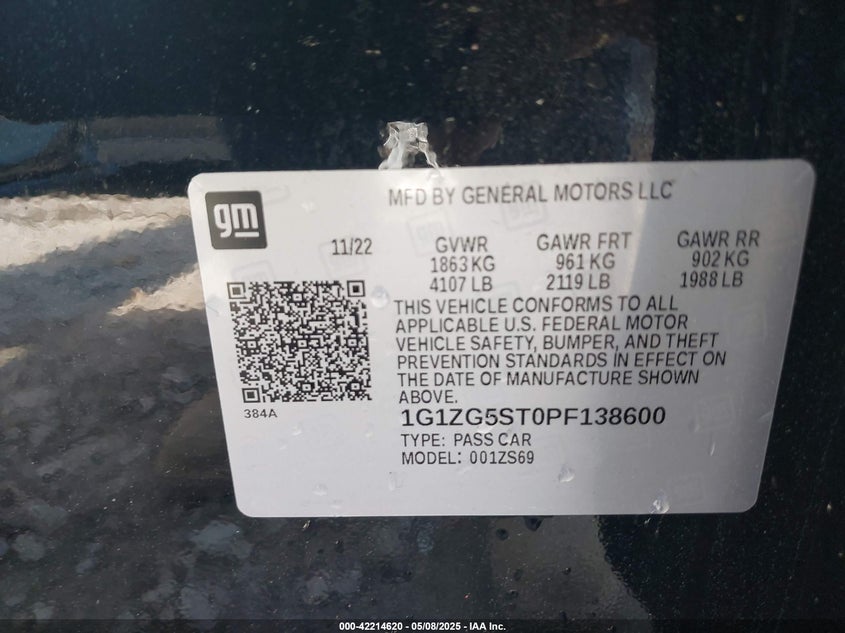 gm
MFD BY GENERAL MOTORS LLC
11/22
GVWR GAWR FRT GAWR RR
1863 KG 961 KG 902 KG
4107 LB 2119 LB 1988 LB
THIS VEHICLE CONFORMS TO ALL
APPLICABLE U.S. FEDERAL MOTOR
VEHICLE SAFETY, BUMPER, AND THEFT
PREVENTION STANDARDS IN EFFECT ON
THE DATE OF MANUFACTURE SHOWN
ABOVE.
384A
1G1ZG5ST0PF138600
TYPE: PASS CAR
MODEL: 001ZS69
000-42214620 - 05/08/2025 - IAA Inc.